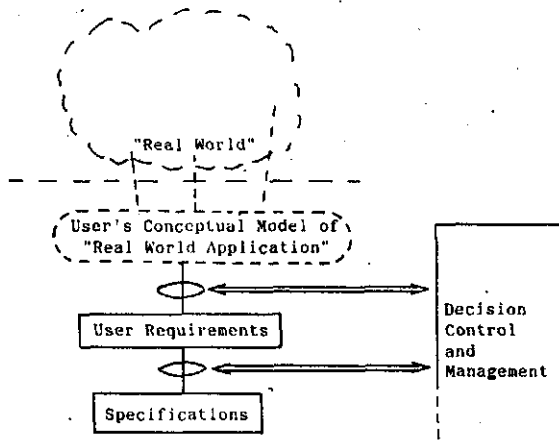 "Real World"
User's Conceptual Model of
"Real World Application"
User Requirements
Specifications
Decision
Control
and
Management